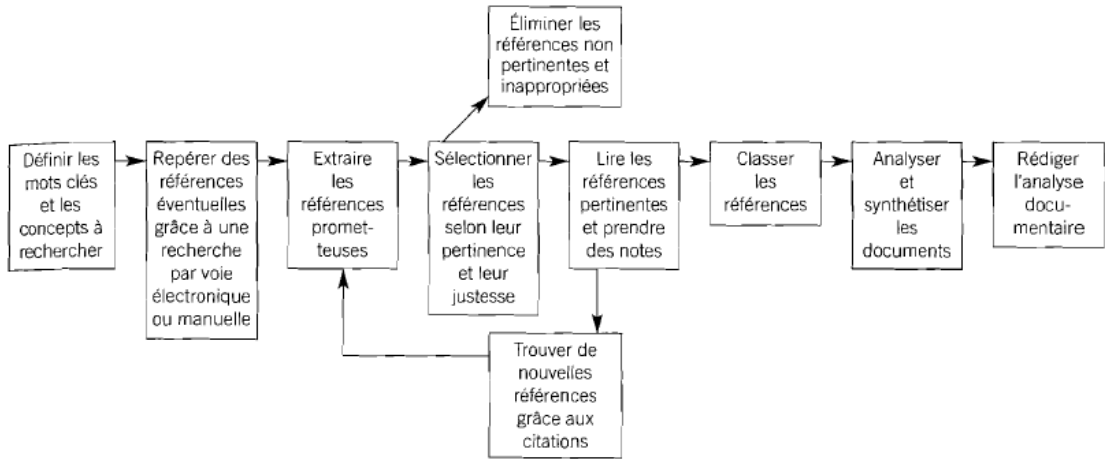 Éliminer les
références non
pertinentes et
inappropriées
Définir les
mots clés
et les
concepts à
rechercher
Repérer des
références
éventuelles
grâce à une
recherche
par voie
électronique
ou manuelle
Extraire
les
références
promet-
teuses
Sélectionner
les
références
selon leur
pertinence
et leur
justesse
Lire les
références
pertinentes
et prendre
des notes
Classer
les
références
Analyser
et
synthétiser
les
documents
Rédiger
l'analyse
docu-
mentaire
Trouver de
nouvelles
références
grâce aux
citations